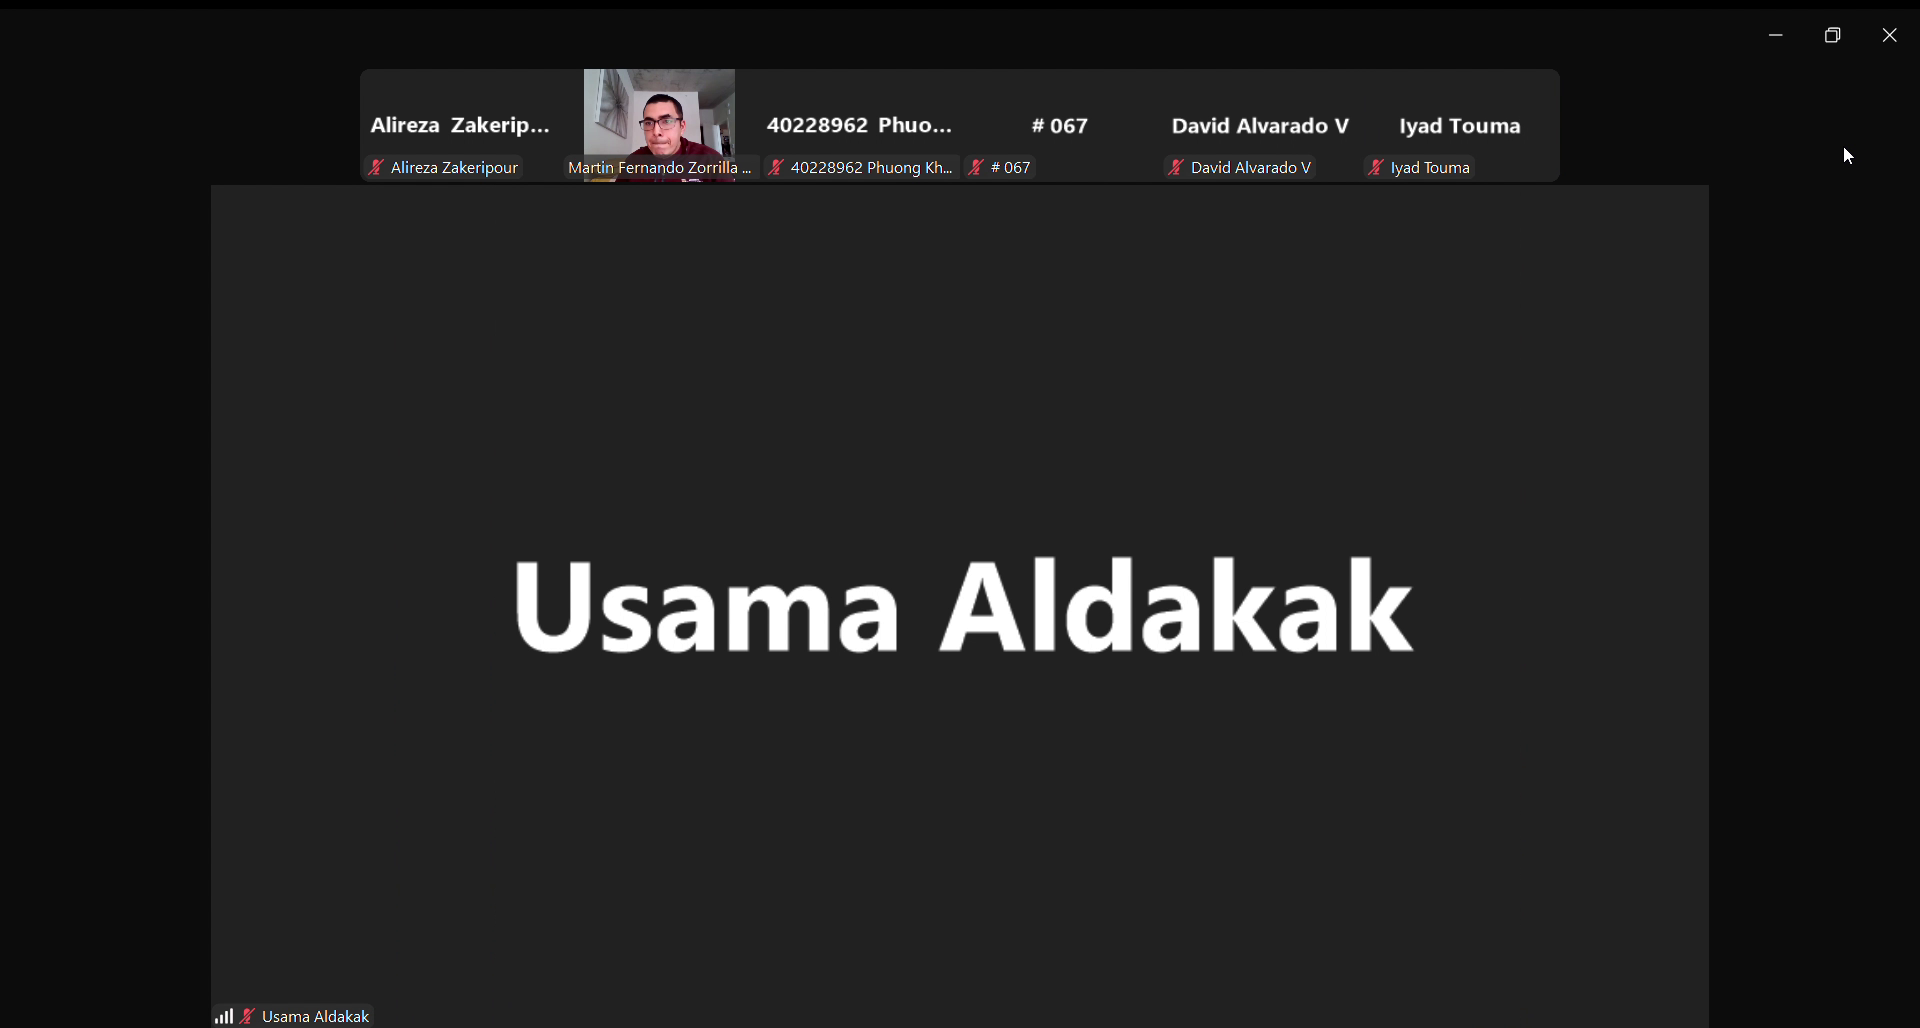 Alireza Zakerip...
40228962 Phuo...
# 067
David Alvarado V
Iyad Touma
Alireza Zakeripour
Martin Fernando Zorrilla ...
40228962 Phuong Kh...
# 067
David Alvarado V
Iyad Touma
Usama Aldakak
Usama Aldakak